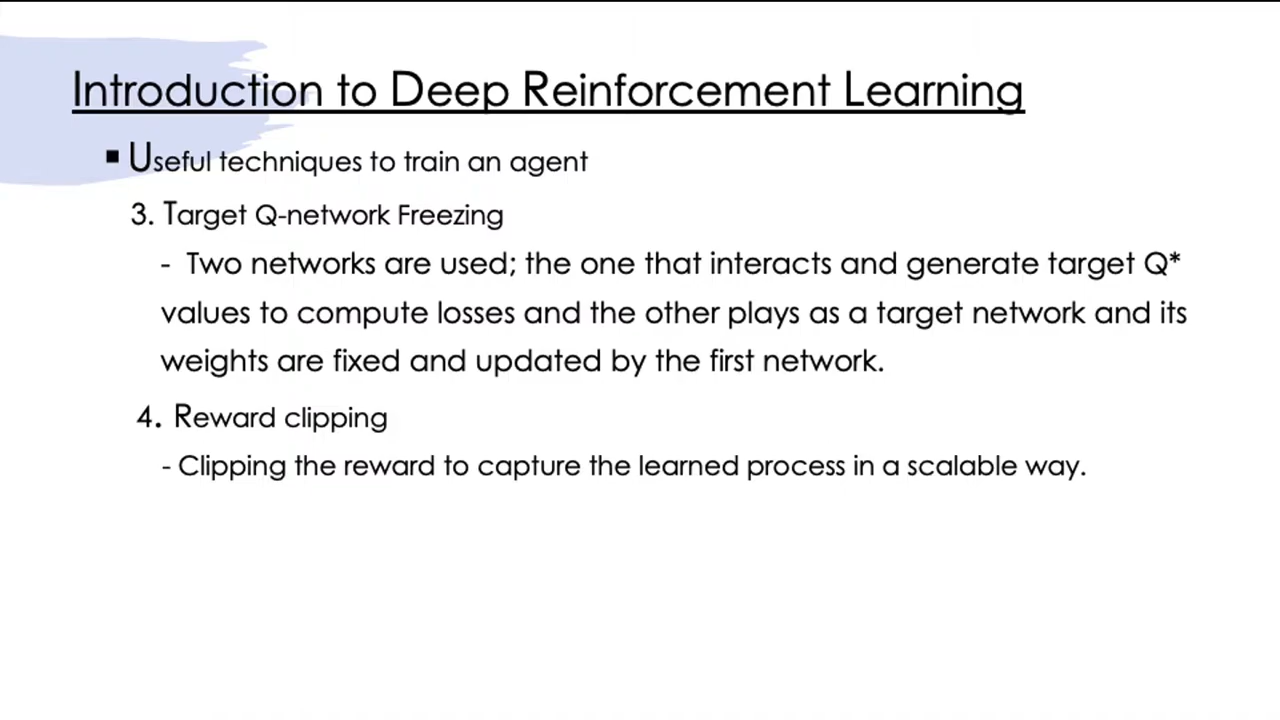 Introduction to Deep Reinforcement Learning
▪ Useful techniques to train an agent
3. Target Q-network Freezing
- Two networks are used; the one that interacts and generate target Q*
values to compute losses and the other plays as a target network and its
weights are fixed and updated by the first network.
4. Reward clipping
- Clipping the reward to capture the learned process in a scalable way.